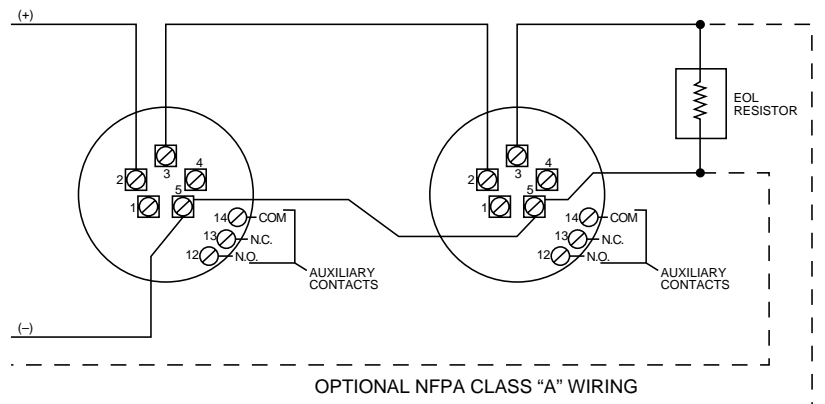 (+)
EOL
RESISTOR
3
4
2
5
1
14
COM
13
N.C.
12
N.O.
AUXILIARY
CONTACTS
3
4
2
5
1
14
COM
13
N.C.
12
N.O.
AUXILIARY
CONTACTS
(–)
OPTIONAL NFPA CLASS “A” WIRING